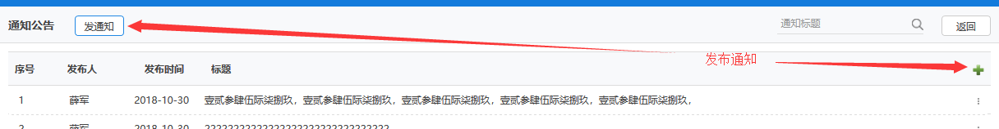 通知公告 发通知 通知标题 返回
发布通知
序号 发布人 发布时间 标题
1 薛军 2018-10-30 壹贰参肆伍际柒捌玖，壹贰参肆伍际柒捌玖，壹贰参肆伍际柒捌玖，壹贰参肆伍际柒捌玖，壹贰参肆伍际柒捌玖，
2 薛军 2018-10-30